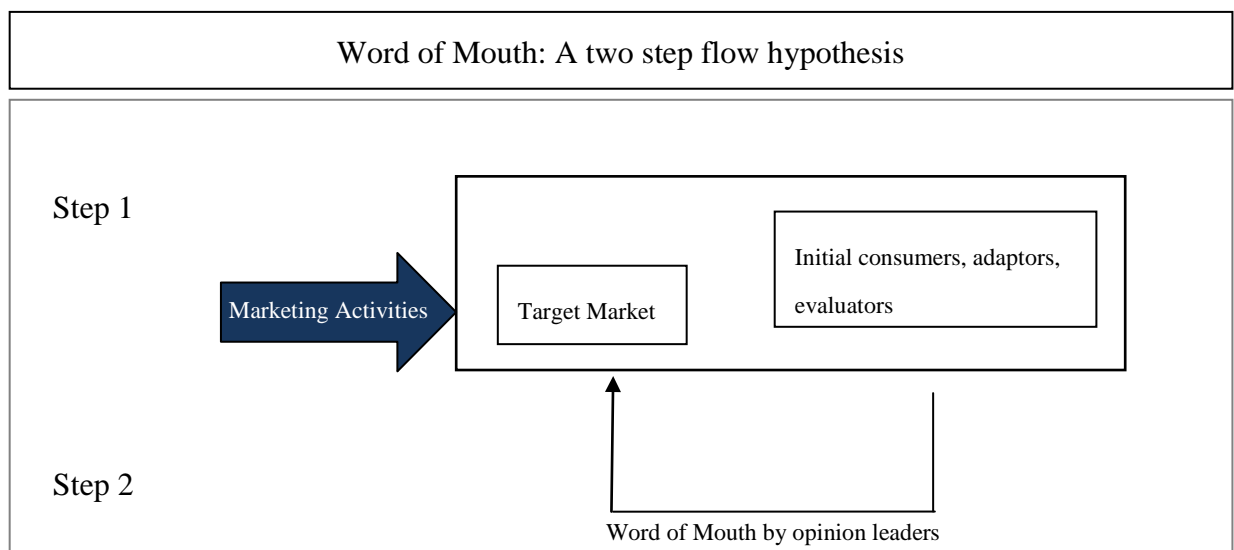 Word of Mouth: A two step flow hypothesis
Step 1
Initial consumers, adaptors,
evaluators
Marketing Activities
Target Market
Step 2
Word of Mouth by opinion leaders